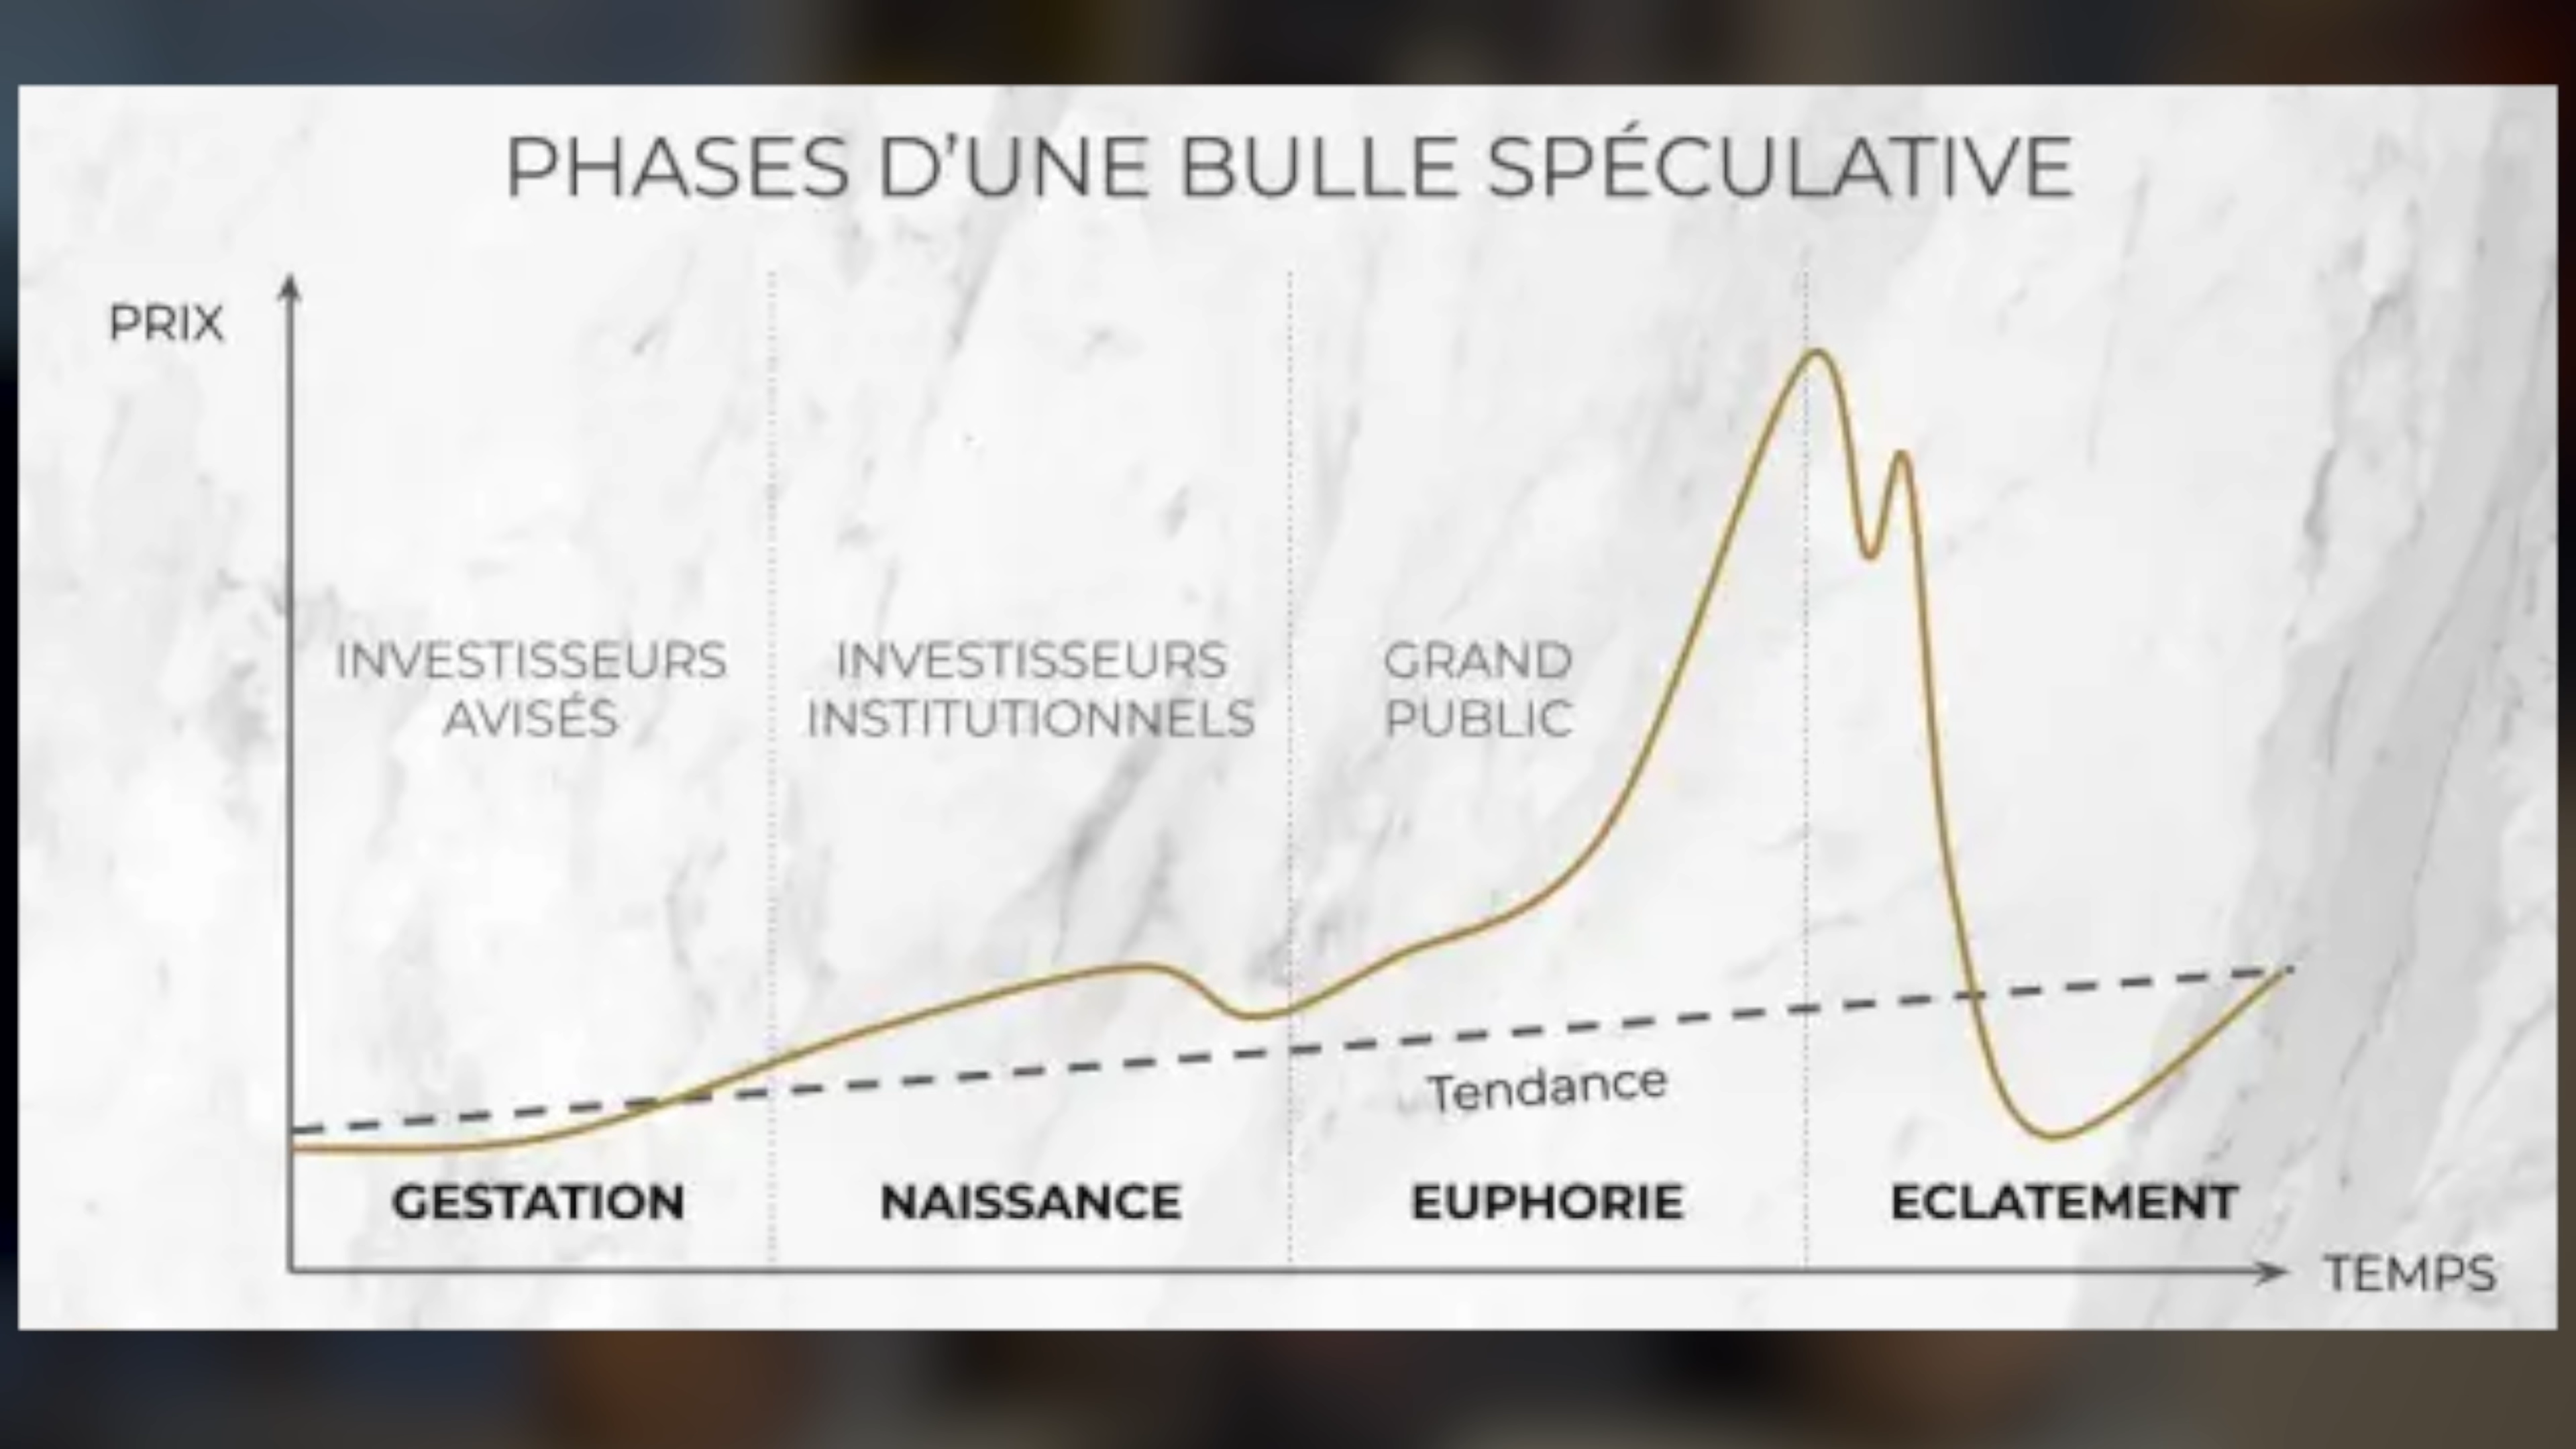 PHASES D'UNE BULLE SPÉCULATIVE
PRIX
INVESTISSEURS
AVISÉS
INVESTISSEURS
INSTITUTIONNELS
GRAND
PUBLIC
Tendance
GESTATION
NAISSANCE
EUPHORIE
ECLATEMENT
TEMPS